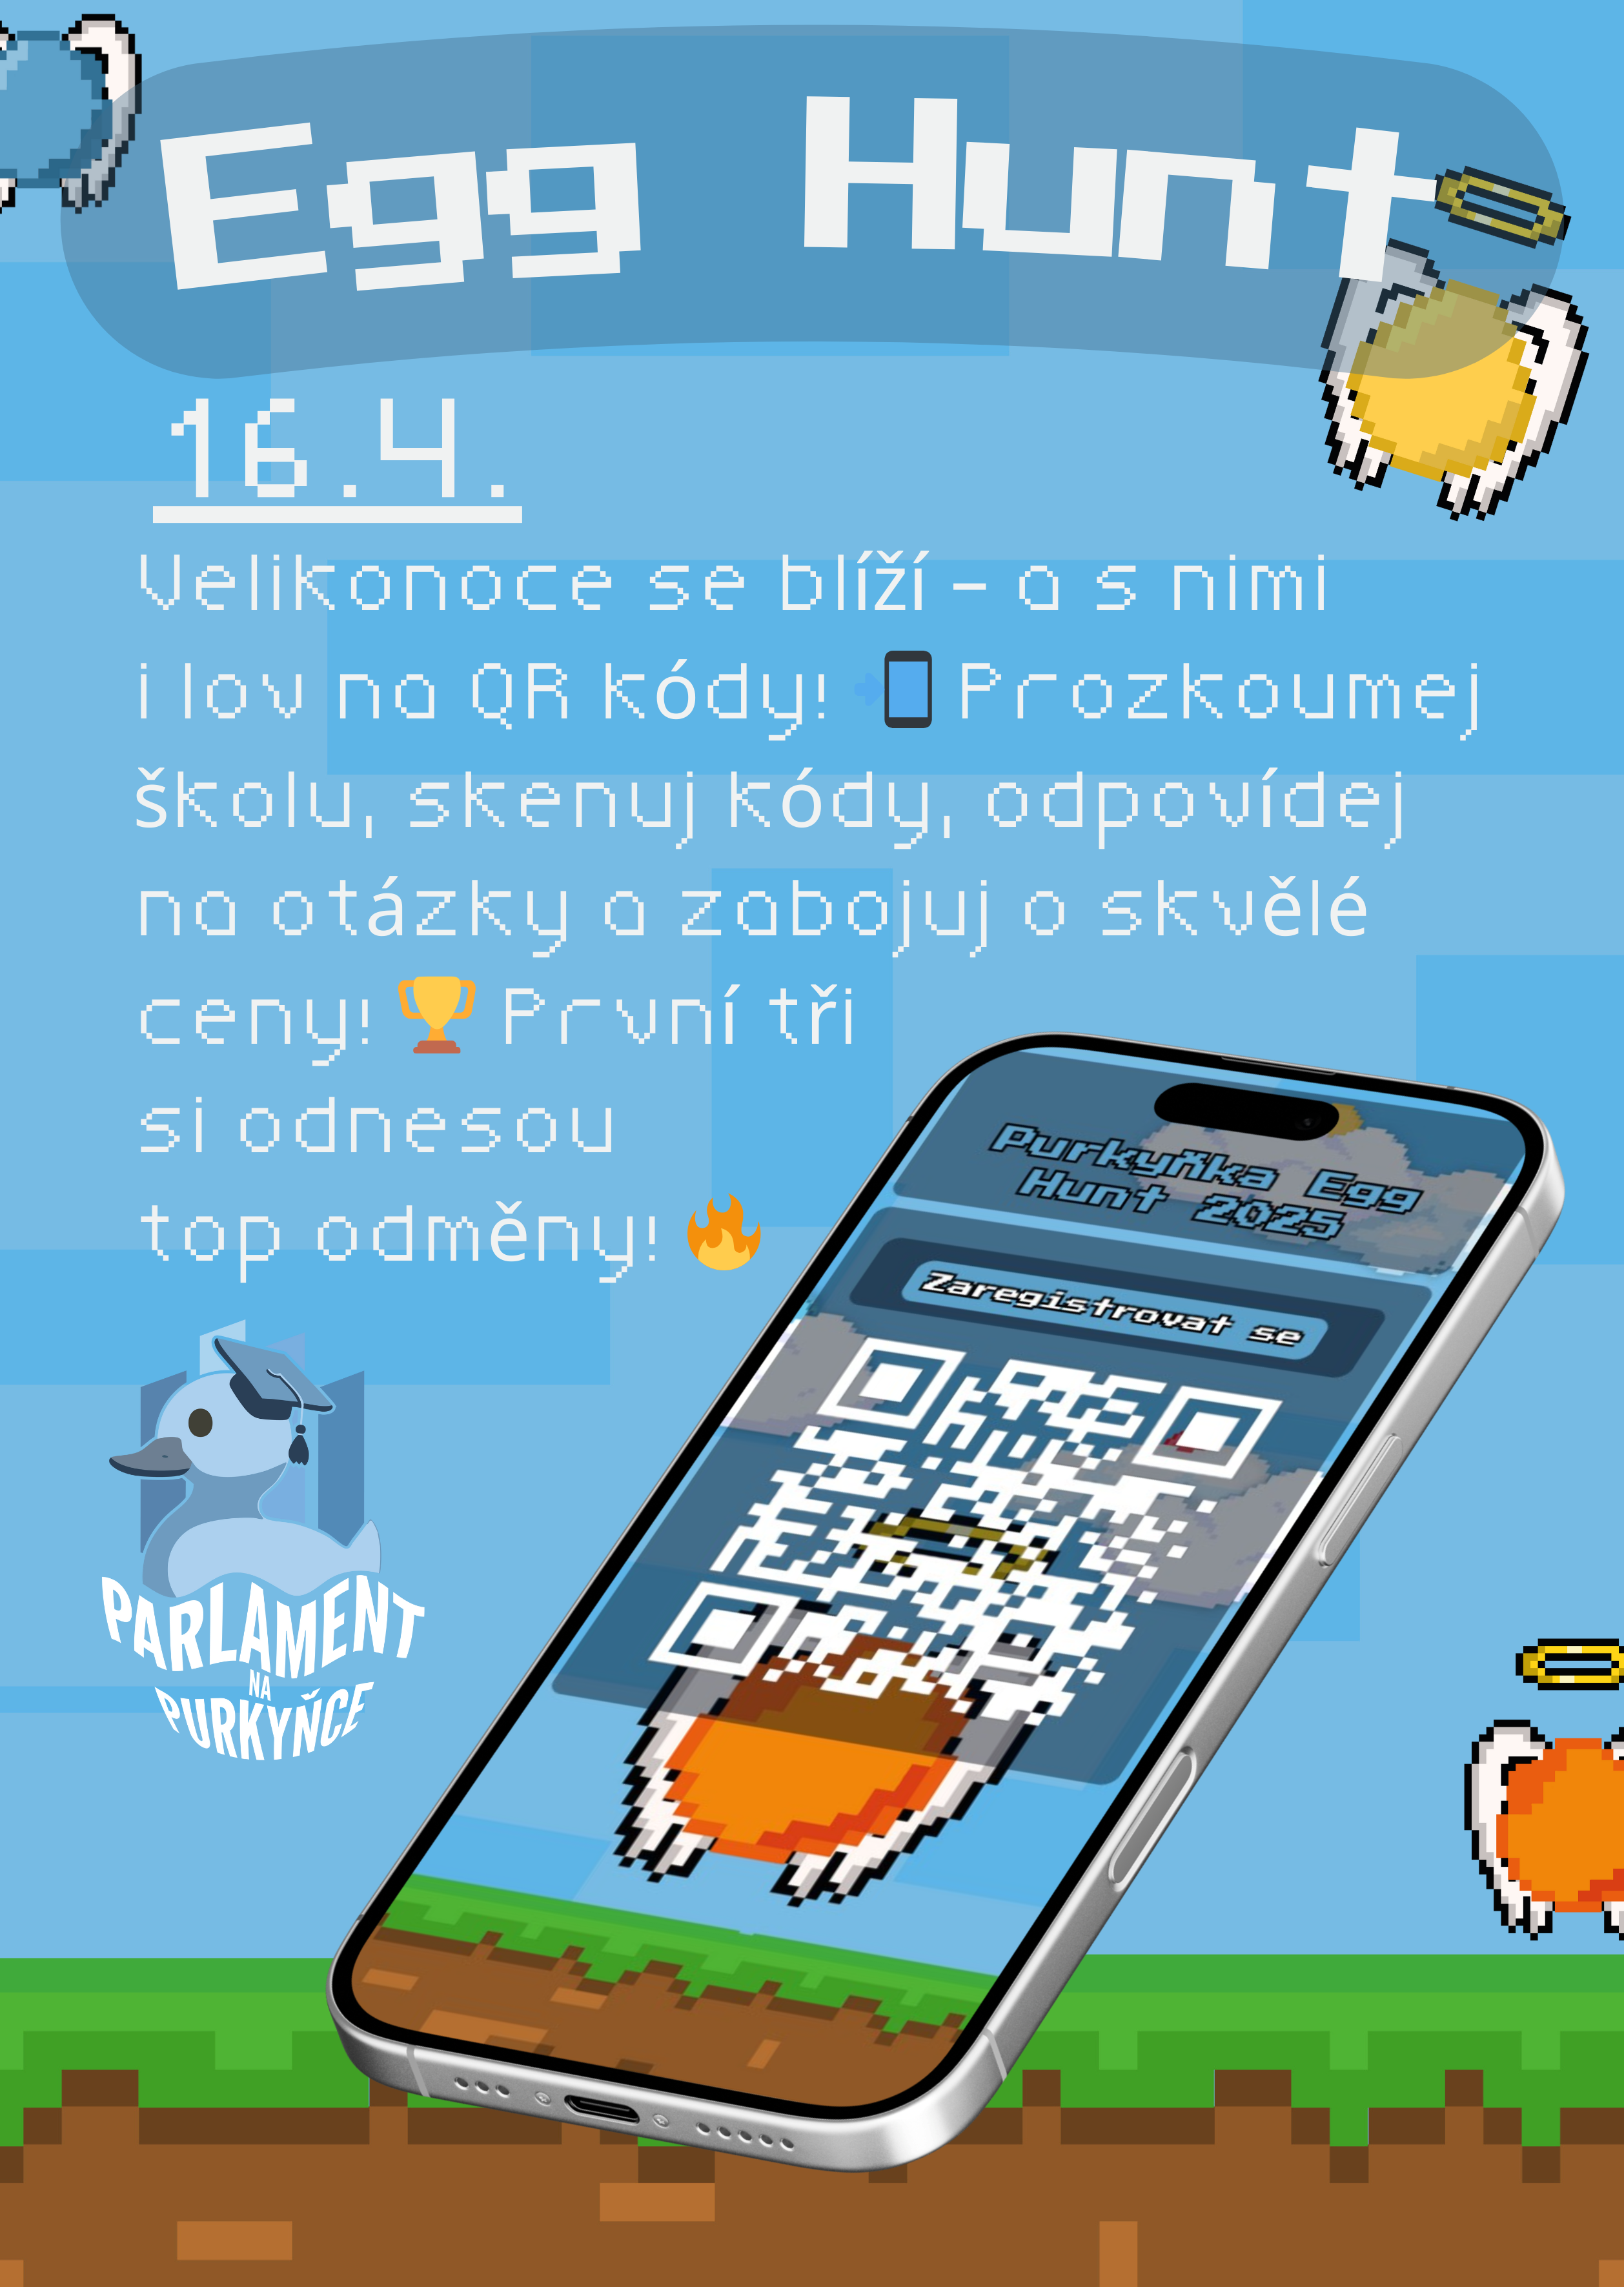 Egg Hunt
16.4.
Velikonoce se blíží – a s nimi
i lov na QR kódy! 📲 Prozkoumej
školu, skenuj kódy, odpovídej
na otázky a zabojuj o skvělé
ceny! 🏆 První tři
si odnesou
top odměny! 🔥
Purkyňka Egg
Hunt 2025
Zaregistrovat se
PARLAMENT
NA
PURKYŇCE